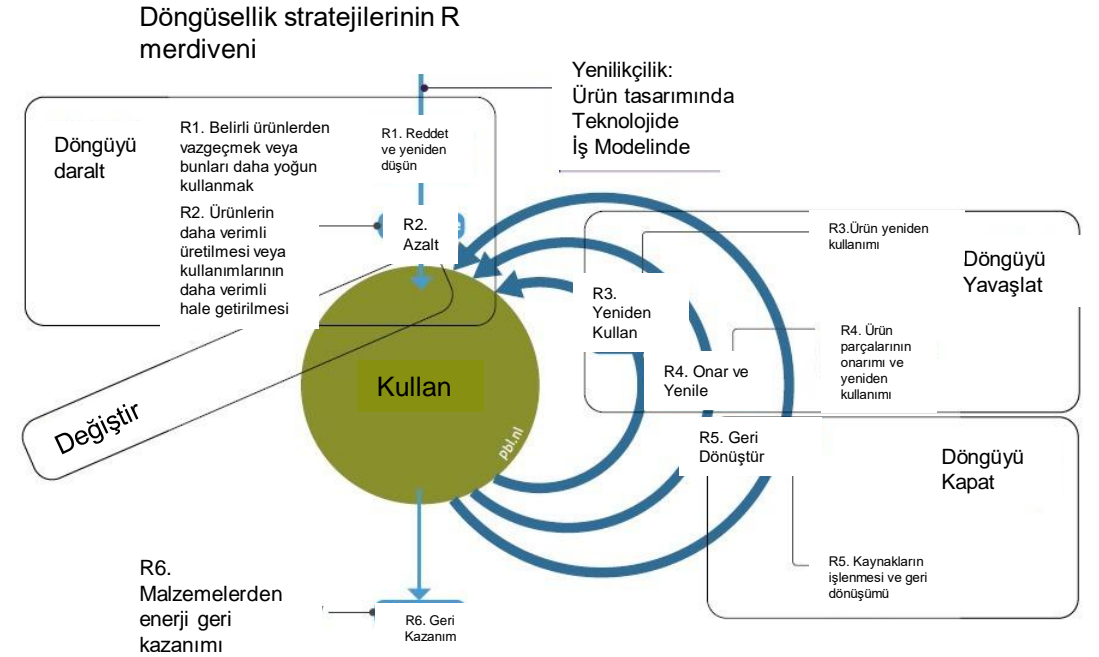 Döngüsellik stratejilerinin R
merdiveni
Yenilikçilik:
Ürün tasarımında
Teknolojide
İş Modelinde
Döngüyü
daralt
R1. Belirli ürünlerden
vazgeçmek veya
bunları daha yoğun
kullanmak
R1. Reddet
ve yeniden
düşün
R2. Ürünlerin
daha verimli
üretilmesi veya
kullanımlarının
daha verimli
hale getirilmesi
R2.
Azalt
R3.Ürün yeniden
kullanımı
Döngüyü
Yavaşlat
R3.
Yeniden
Kullan
R4. Ürün
parçalarının
onarımı ve
yeniden
kullanımı
R4. Onar ve
Yenile
Kullan
Değiştir
pbl.nl
R5. Geri
Dönüştür
Döngüyü
Kapat
R5. Kaynakların
işlenmesi ve geri
dönüşümü
R6.
Malzemelerden
enerji geri
kazanımı
R6. Geri
Kazanım